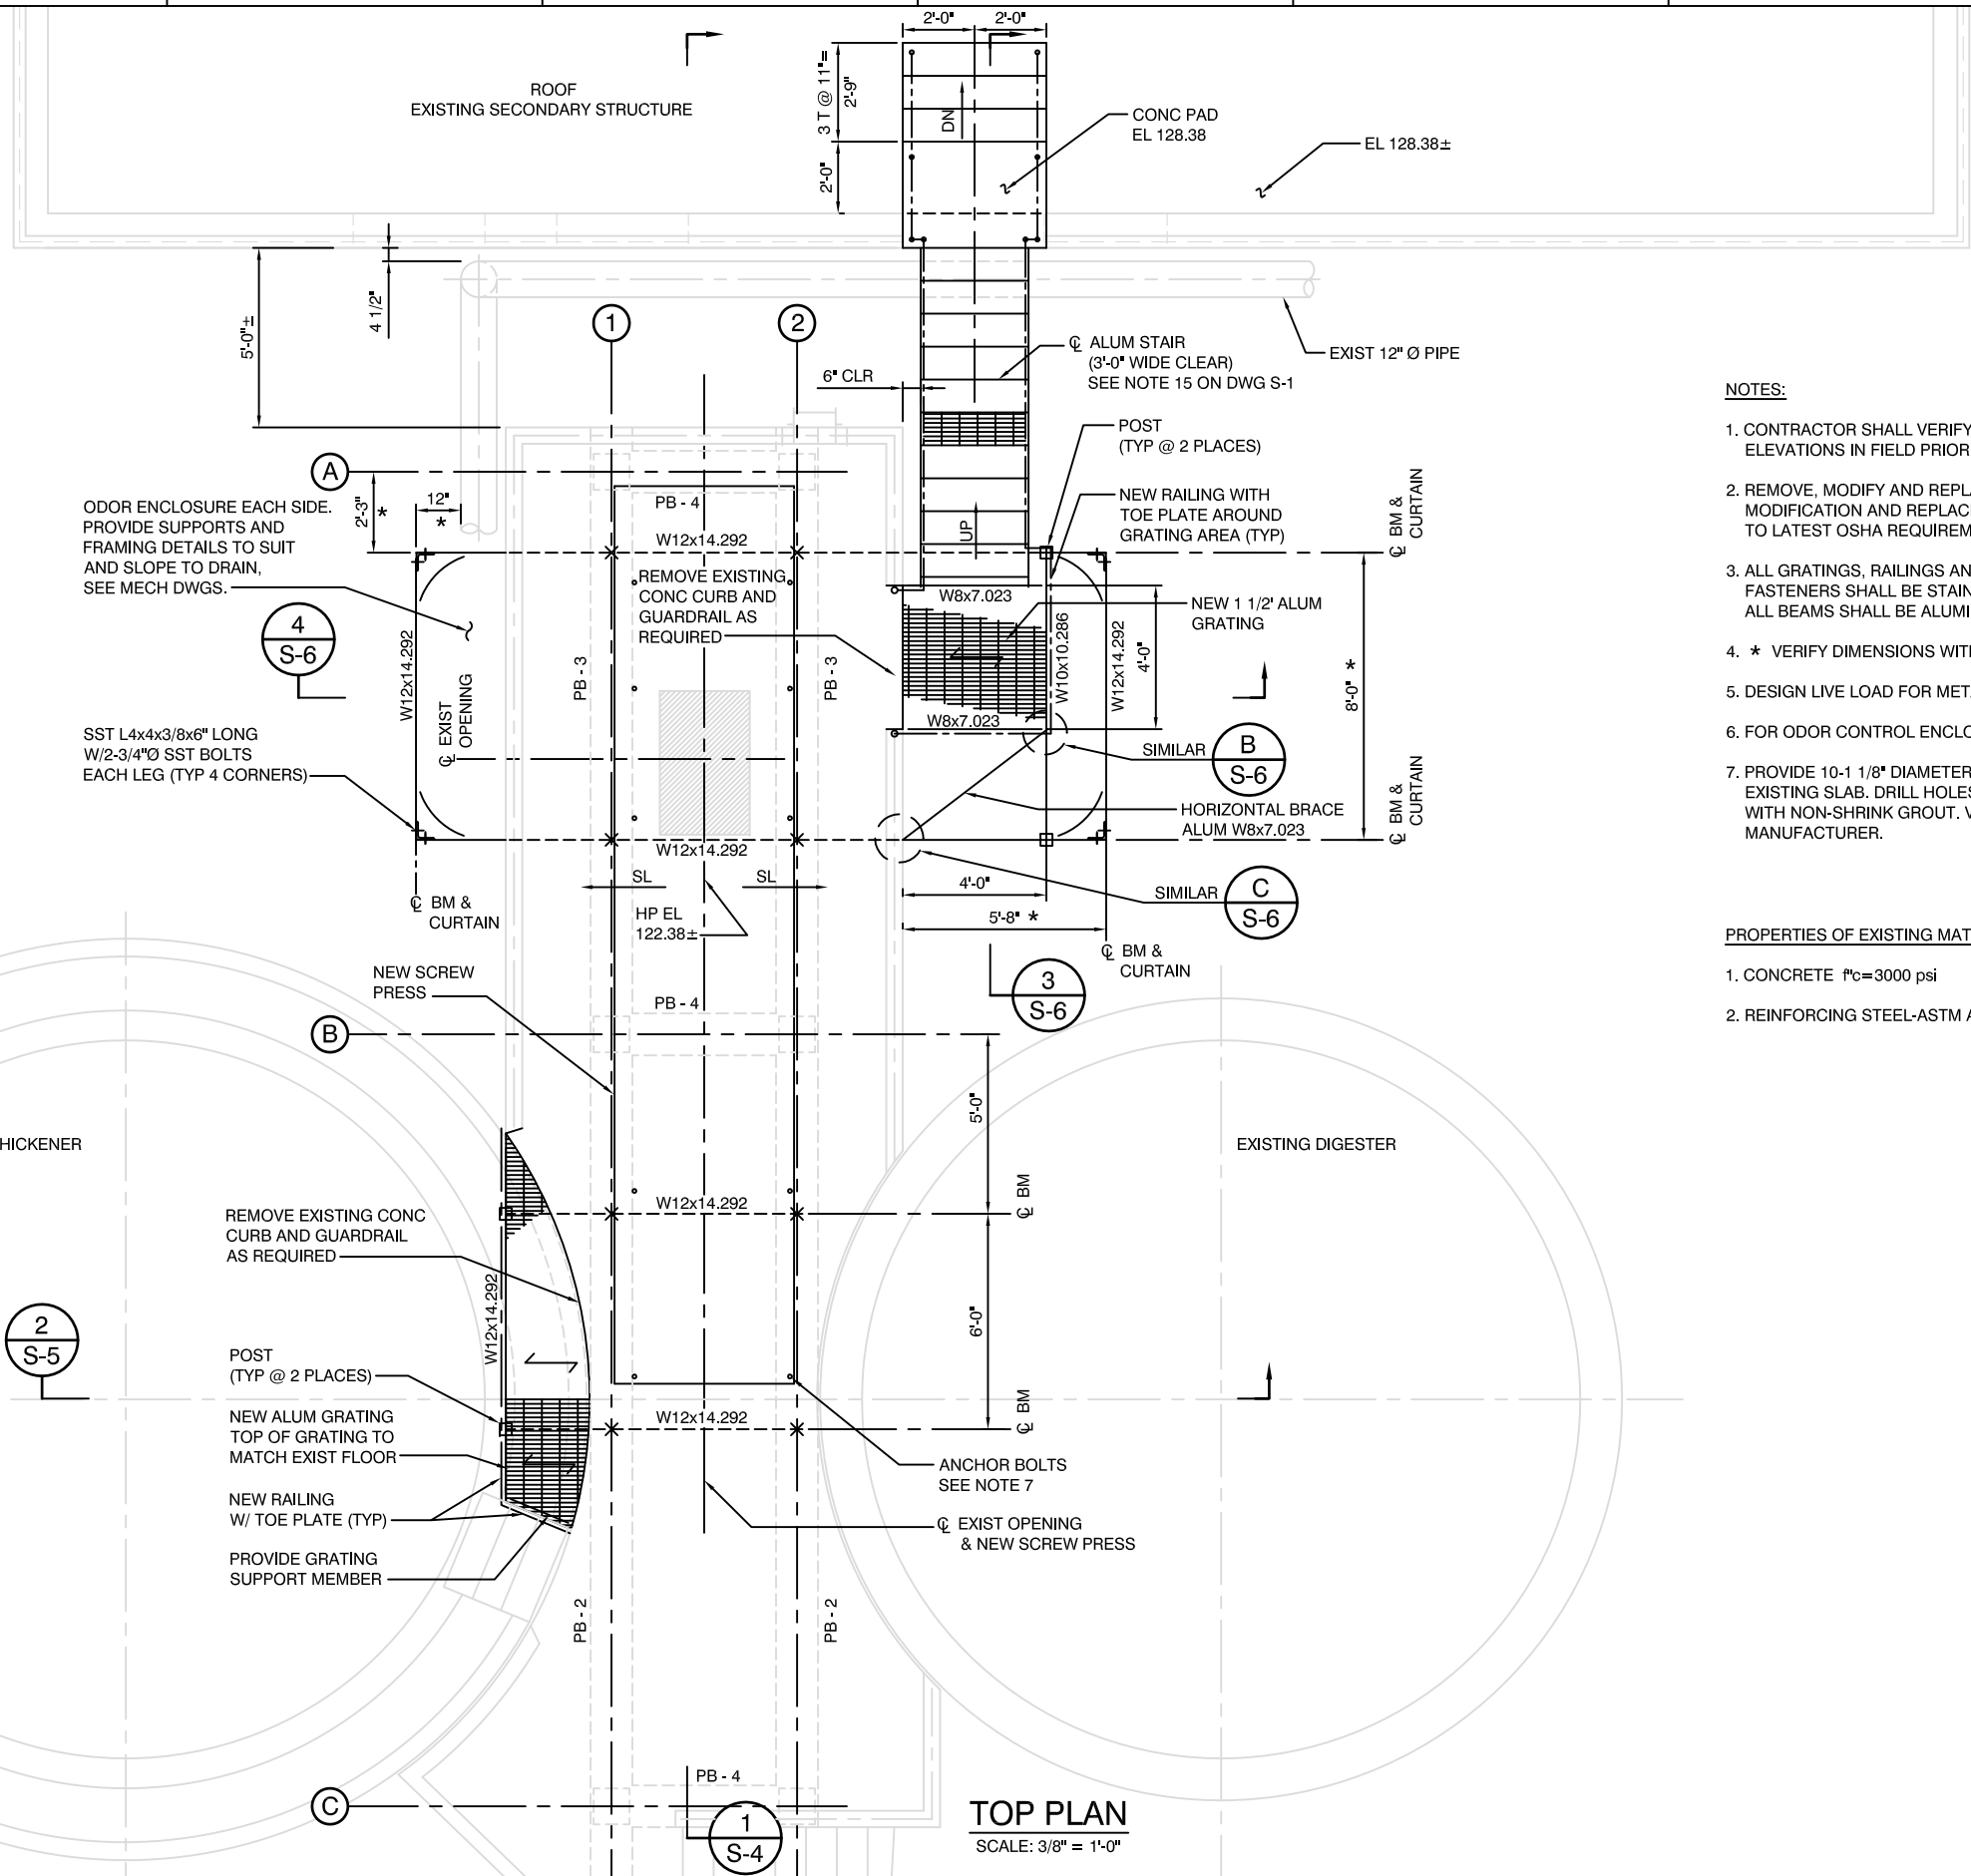 2'-0" 2'-0"
3 T @ 11"=
2'-9"
2'-0"
DN
ROOF
EXISTING SECONDARY STRUCTURE
CONC PAD
EL 128.38
EL 128.38±
5'-0"±
4 1/2"
1
2
6" CLR
℄ ALUM STAIR
(3'-0" WIDE CLEAR)
SEE NOTE 15 ON DWG S-1
EXIST 12" Ø PIPE
POST
(TYP @ 2 PLACES)
A
2'-3" *
12"
*
ODOR ENCLOSURE EACH SIDE.
PROVIDE SUPPORTS AND
FRAMING DETAILS TO SUIT
AND SLOPE TO DRAIN,
SEE MECH DWGS.
PB - 4
W12x14.292
UP
NEW RAILING WITH
TOE PLATE AROUND
GRATING AREA (TYP)
℄ BM &
CURTAIN
REMOVE EXISTING
CONC CURB AND
GUARDRAIL AS
REQUIRED
W8x7.023
NEW 1 1/2' ALUM
GRATING
4
S-6
W12x14.292
PB - 3
PB - 3
W10x10.286
W12x14.292
4'-0"
8'-0" *
℄ EXIST
OPENING
W8x7.023
SST L4x4x3/8x6" LONG
W/2-3/4"Ø SST BOLTS
EACH LEG (TYP 4 CORNERS)
SIMILAR
B
S-6
HORIZONTAL BRACE
ALUM W8x7.023
℄ BM &
CURTAIN
W12x14.292
SL
SL
4'-0"
SIMILAR
C
S-6
℄ BM &
CURTAIN
HP EL
122.38±
5'-8" *
℄ BM &
CURTAIN
NEW SCREW
PRESS
PB - 4
3
S-6
B
5'-0"
HICKENER
EXISTING DIGESTER
W12x14.292
℄ BM
REMOVE EXISTING CONC
CURB AND GUARDRAIL
AS REQUIRED
W12x14.292
6'-0"
2
S-5
POST
(TYP @ 2 PLACES)
NEW ALUM GRATING
TOP OF GRATING TO
MATCH EXIST FLOOR
W12x14.292
℄ BM
ANCHOR BOLTS
SEE NOTE 7
NEW RAILING
W/ TOE PLATE (TYP)
℄ EXIST OPENING
& NEW SCREW PRESS
PROVIDE GRATING
SUPPORT MEMBER
PB - 2
PB - 2
PB - 4
C
1
S-4
TOP PLAN
SCALE: 3/8" = 1'-0"
NOTES:
1. CONTRACTOR SHALL VERIFY
ELEVATIONS IN FIELD PRIOR
2. REMOVE, MODIFY AND REPLA
MODIFICATION AND REPLAC
TO LATEST OSHA REQUIREM
3. ALL GRATINGS, RAILINGS AN
FASTENERS SHALL BE STAIN
ALL BEAMS SHALL BE ALUMI
4. * VERIFY DIMENSIONS WIT
5. DESIGN LIVE LOAD FOR MET
6. FOR ODOR CONTROL ENCLO
7. PROVIDE 10-1 1/8" DIAMETER
EXISTING SLAB. DRILL HOLES
WITH NON-SHRINK GROUT. V
MANUFACTURER.
PROPERTIES OF EXISTING MAT
1. CONCRETE f"c=3000 psi
2. REINFORCING STEEL-ASTM A